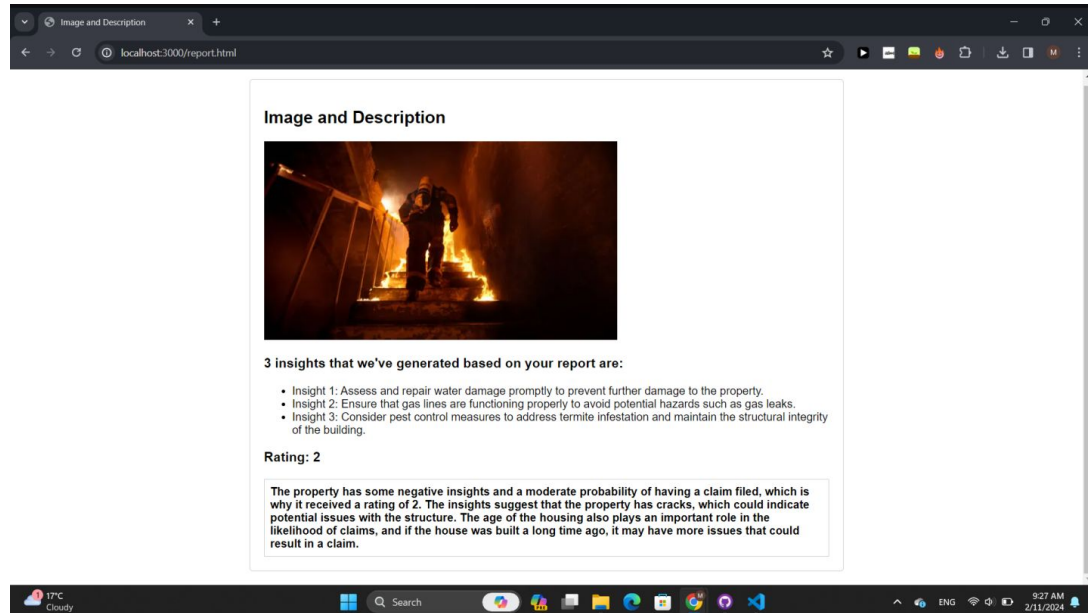 Image and Description
localhost:3000/report.html
Image and Description
3 insights that we've generated based on your report are:
Insight 1: Assess and repair water damage promptly to prevent further damage to the property.
Insight 2: Ensure that gas lines are functioning properly to avoid potential hazards such as gas leaks.
Insight 3: Consider pest control measures to address termite infestation and maintain the structural integrity
of the building.
Rating: 2
The property has some negative insights and a moderate probability of having a claim filed, which is
why it received a rating of 2. The insights suggest that the property has cracks, which could indicate
potential issues with the structure. The age of the housing also plays an important role in the
likelihood of claims, and if the house was built a long time ago, it may have more issues that could
result in a claim.
1
17°C
Cloudy
Search
ENG
9:27 AM
2/11/2024
M